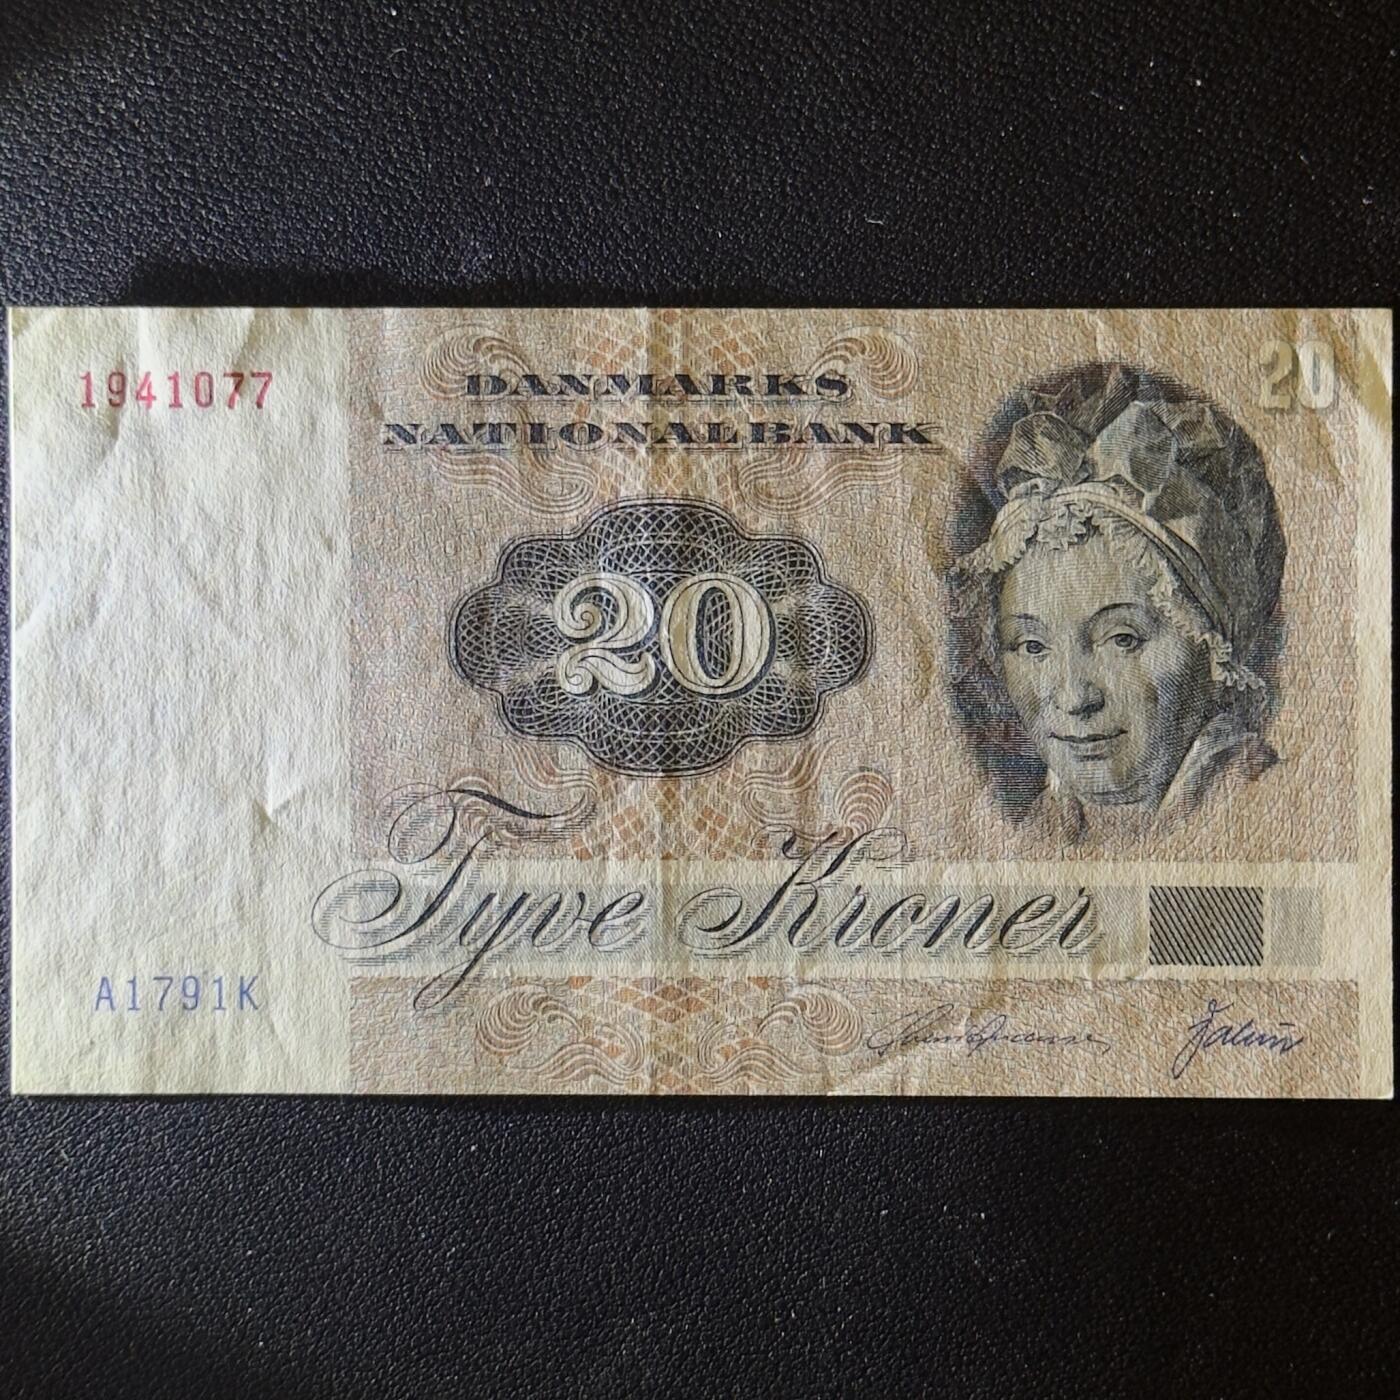 1941077
DANMARKS
NATIONALBANK
20
20
Tyve Kroner
A1791K